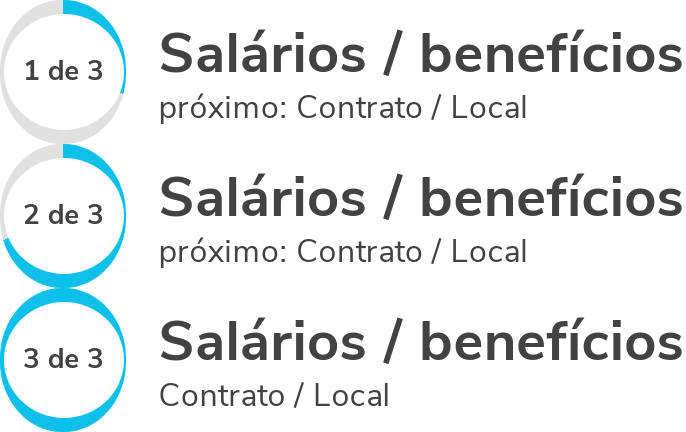 1 de 3
Salários / benefícios
próximo: Contrato / Local
2 de 3
Salários / benefícios
próximo: Contrato / Local
3 de 3
Salários / benefícios
Contrato / Local